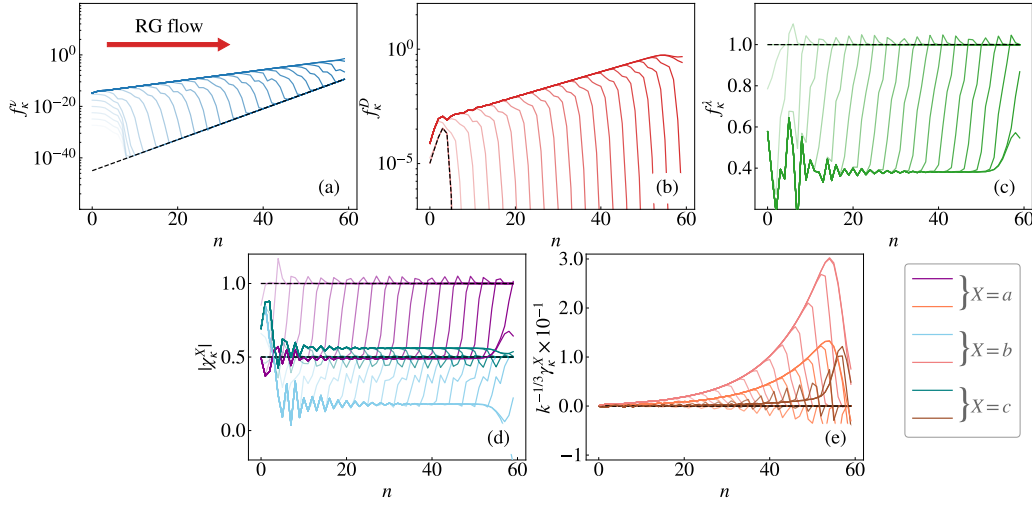 RG flow
f_κ^ν
10^0
10^{-20}
10^{-40}
0 20 40 60
n
(a)
f_κ^D
10^0
10^{-5}
0 20 40 60
n
(b)
f_κ^λ
1.0
0.8
0.6
0.4
0 20 40 60
n
(c)
|χ_κ^X|
1.0
0.5
0.0
0 20 40 60
n
(d)
k^{-1/3}γ_κ^X × 10^{-1}
3.0
2.0
1.0
0.0
−1
0 20 40 60
n
(e)
} X = a
} X = b
} X = c